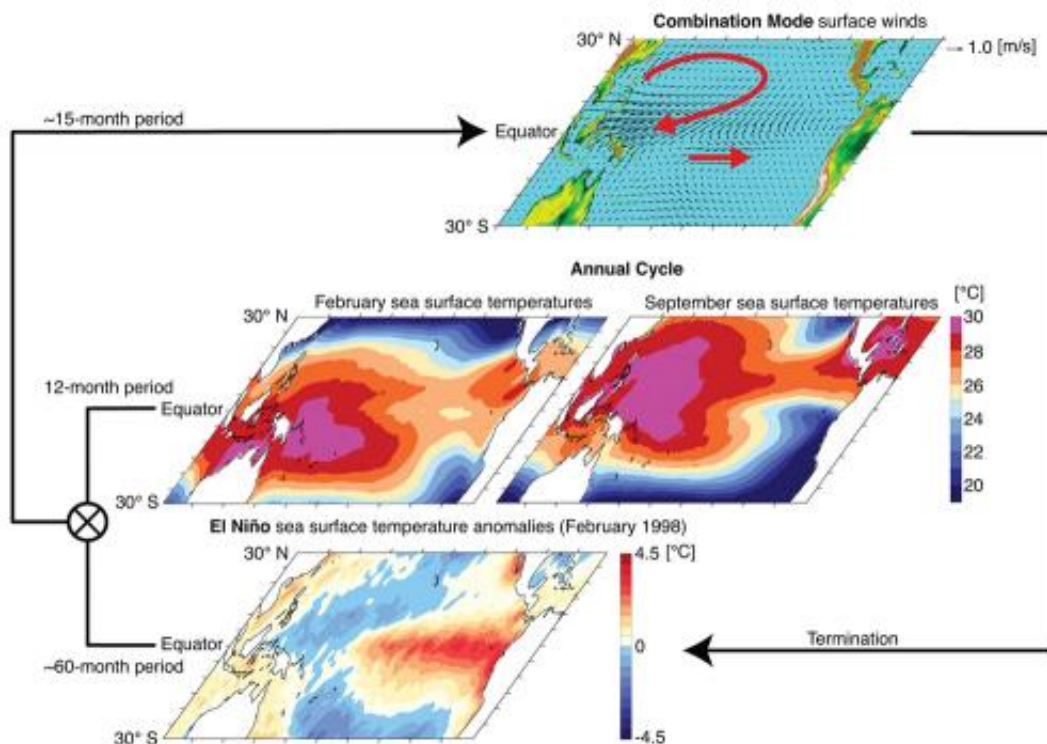 Combination Mode surface winds
30° N
1.0 [m/s]
~15-month period
Equator
30° S
Annual Cycle
February sea surface temperatures
September sea surface temperatures
[°C]
30° N
30
28
26
24
22
20
12-month period
Equator
30° S
El Niño sea surface temperature anomalies (February 1998)
30° N
4.5 [°C]
0
-4.5
Equator
~60-month period
Termination
30° S